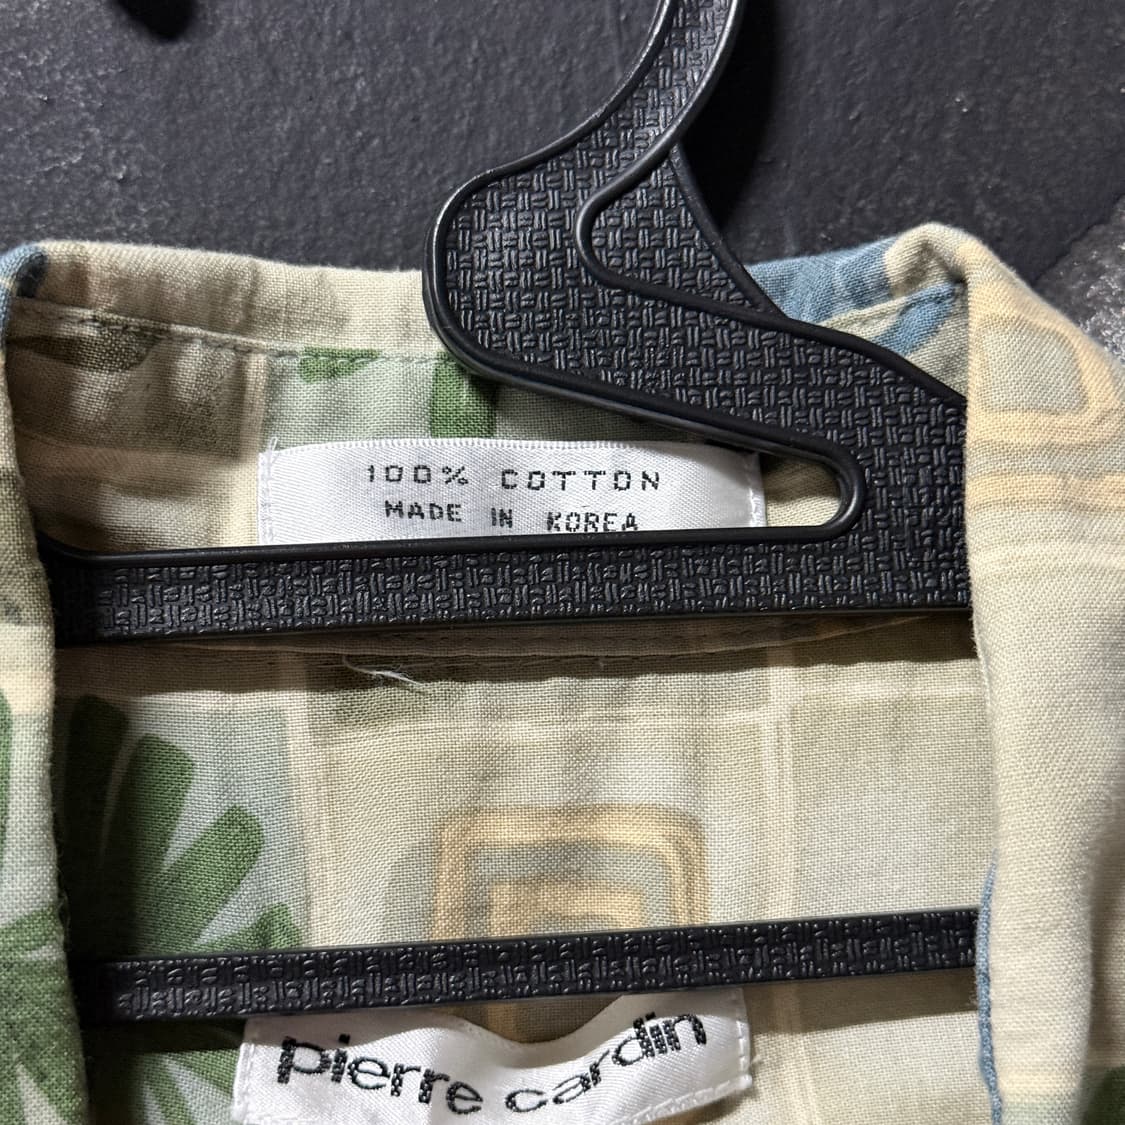 100% COTTON
MADE IN KOREA
pierre cardin